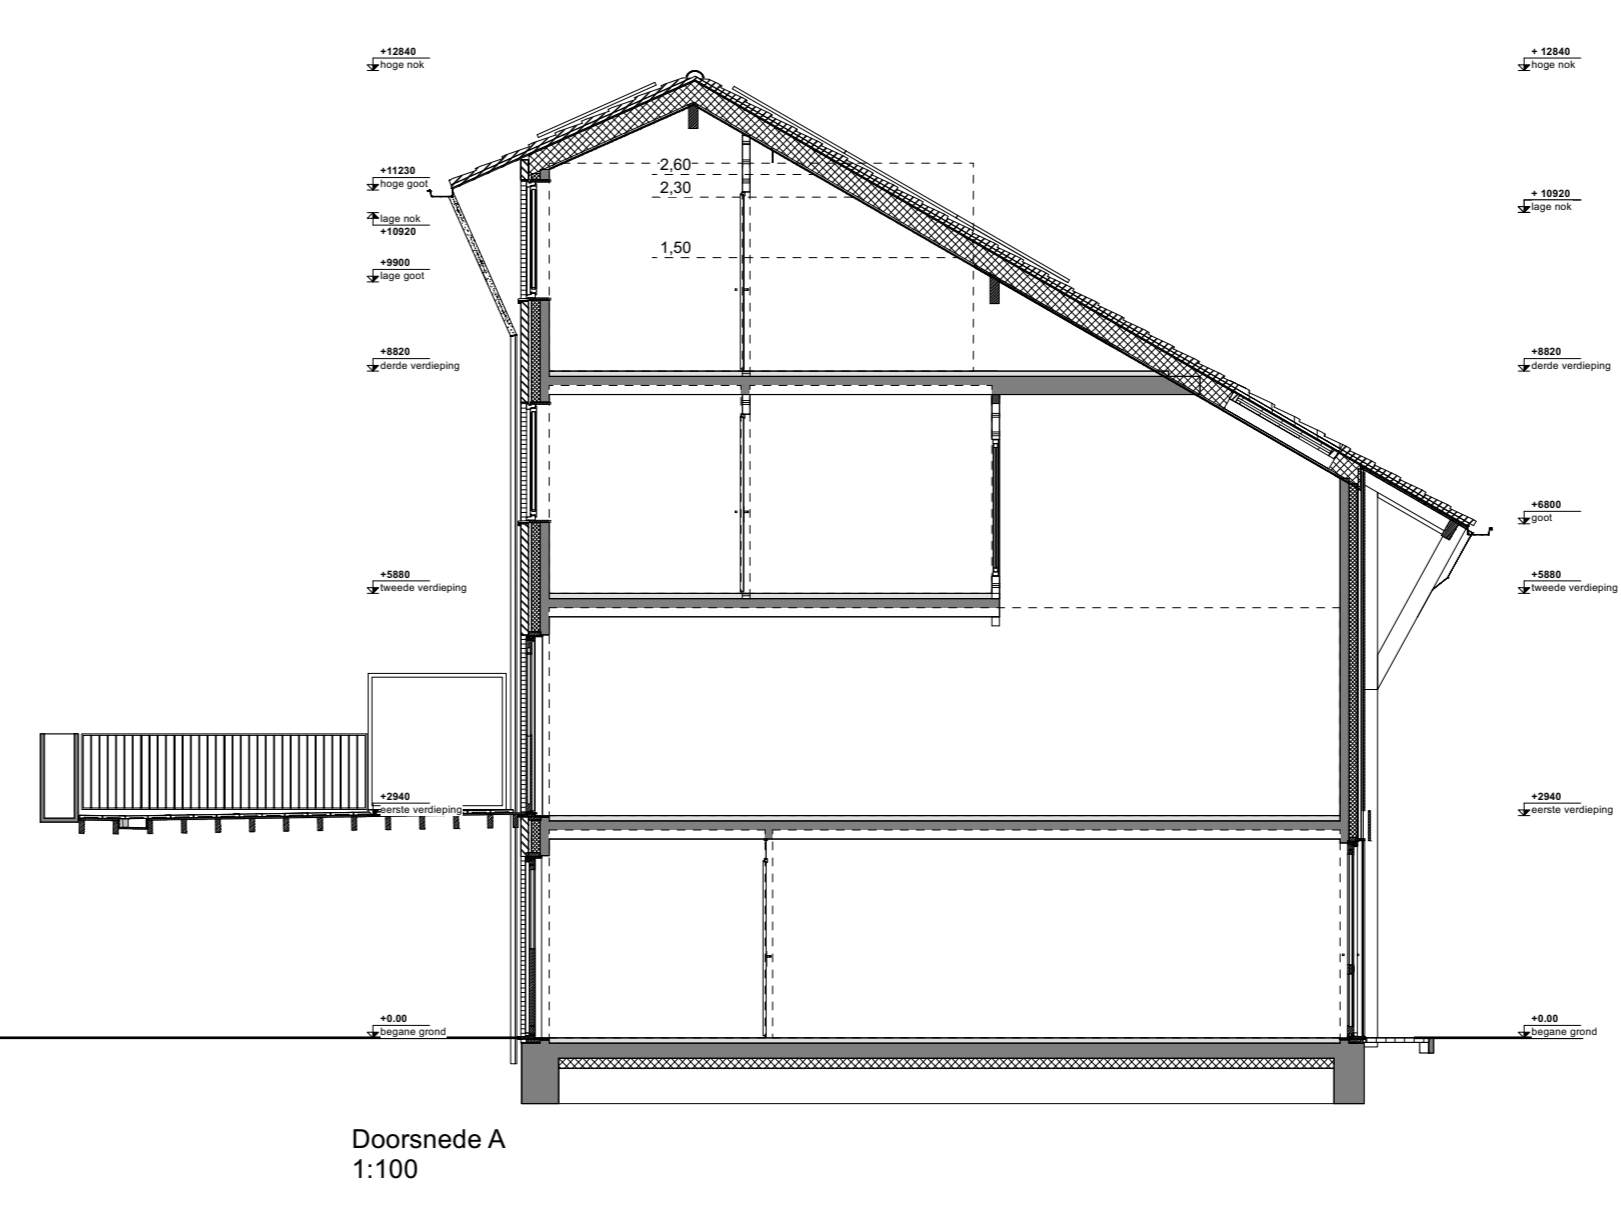 +12840
hoge nok
+ 12840
hoge nok
2,60
+11230
hoge goot
2,30
+ 10920
lage nok
lage nok
+10920
1,50
+9900
lage goot
+8820
derde verdieping
+8820
derde verdieping
+6800
goot
+5880
tweede verdieping
+5880
tweede verdieping
+2940
eerste verdieping
+2940
eerste verdieping
+0.00
begane grond
+0.00
begane grond
Doorsnede A
1:100